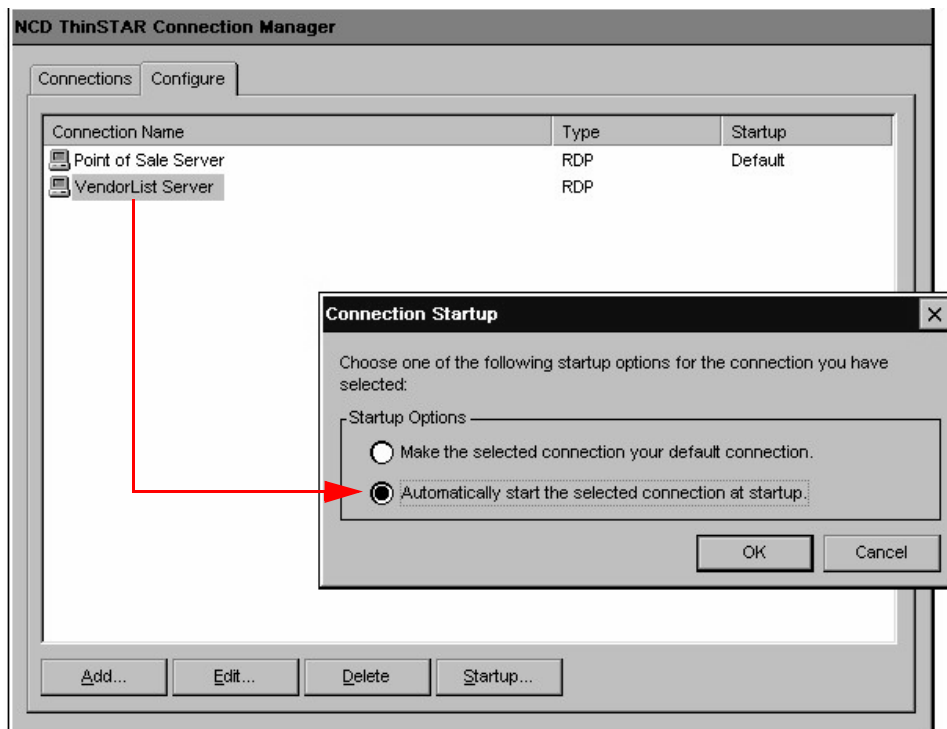 NCD ThinSTAR Connection Manager
Connections Configure
Connection Name Type Startup
Point of Sale Server RDP Default
VendorList Server RDP
Connection Startup
Choose one of the following startup options for the connection you have
selected:
Startup Options
Make the selected connection your default connection.
Automatically start the selected connection at startup.
OK Cancel
Add... Edit... Delete Startup...